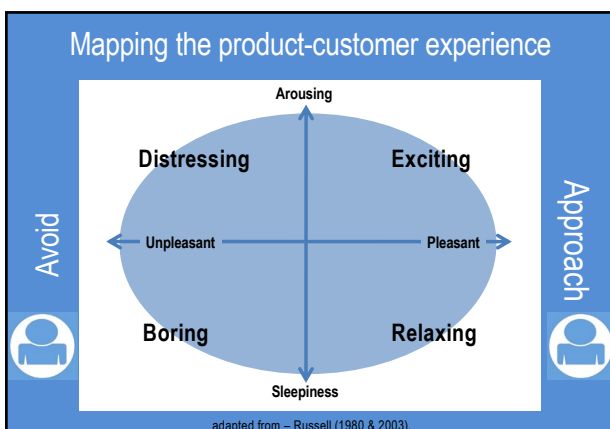 Mapping the product-customer experience
Arousing
Distressing
Exciting
Avoid
Unpleasant
Pleasant
Approach
Boring
Relaxing
Sleepiness
adapted from – Russell (1980 & 2003)